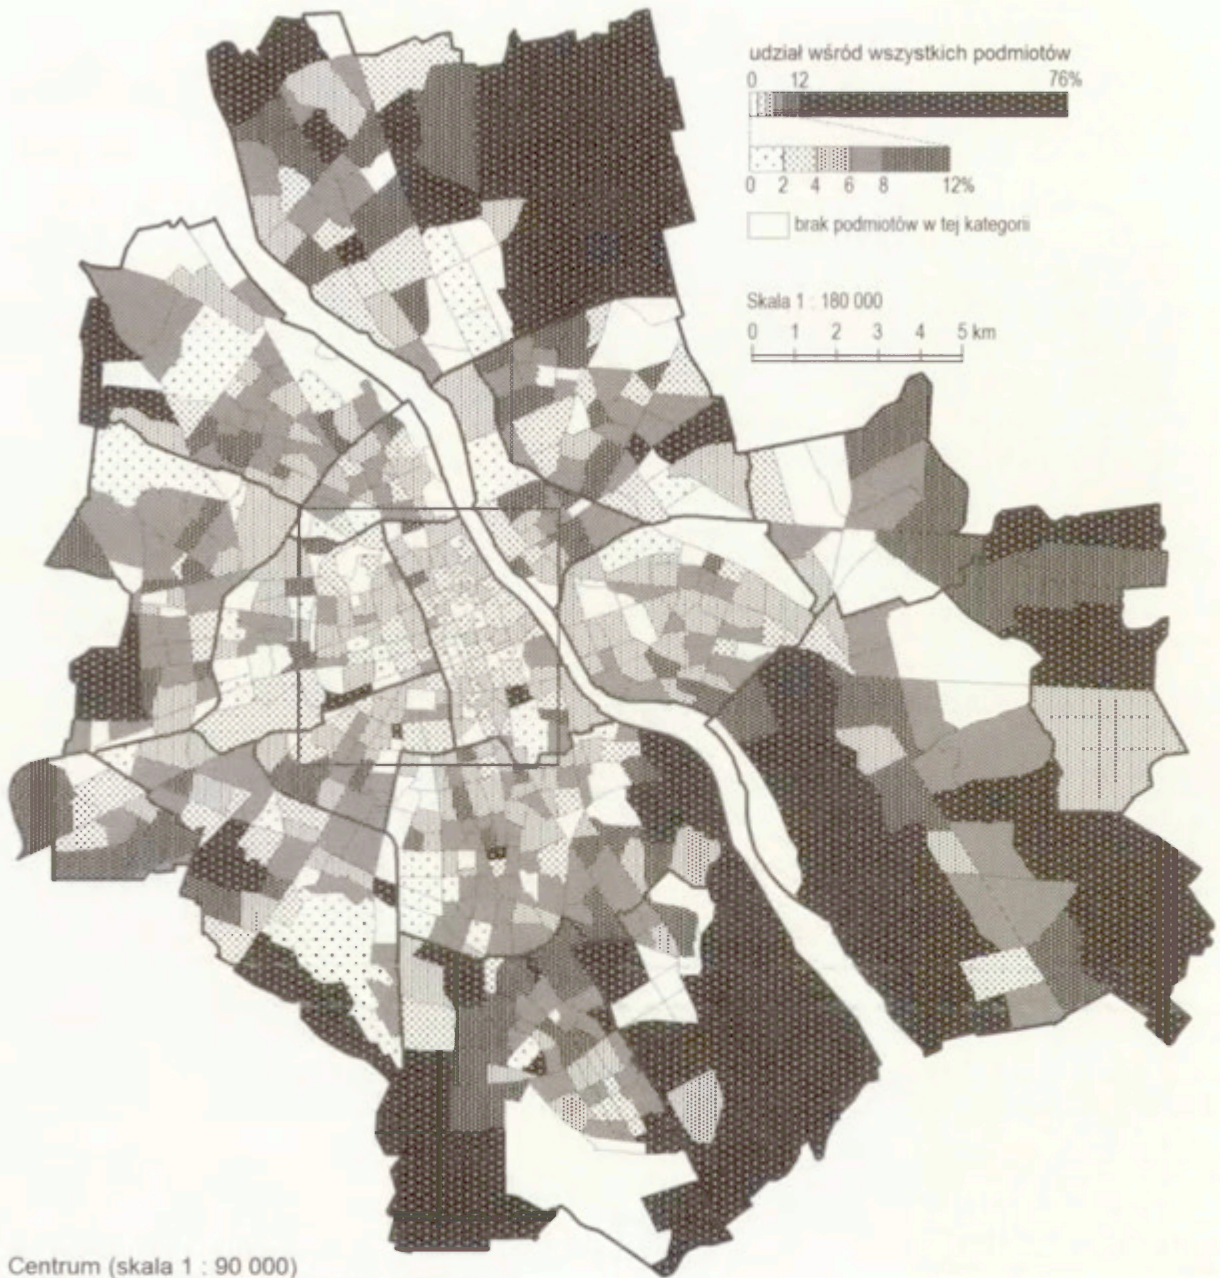 udział wśród wszystkich podmiotów
0 12 76%
0 2 4 6 8 12%
brak podmiotów w tej kategorii
Skala 1 : 180 000
0 1 2 3 4 5 km
Centrum (skala 1 : 90 000)